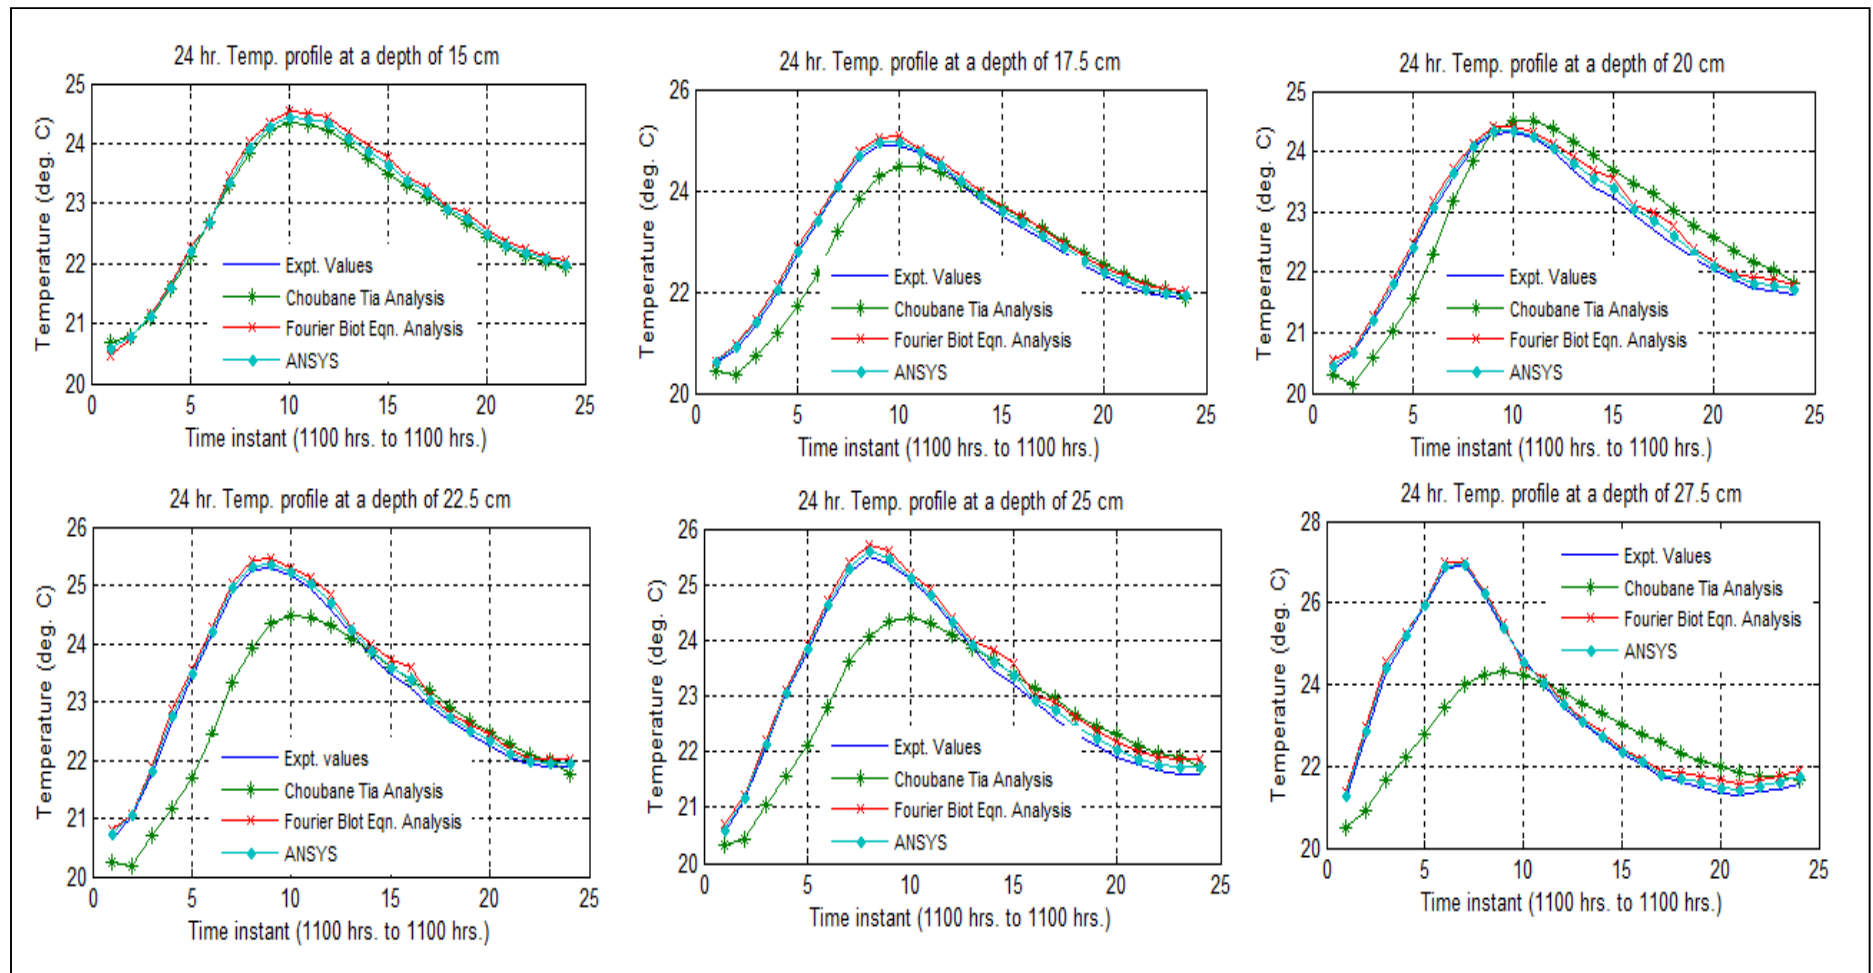 24 hr. Temp. profile at a depth of 15 cm
Temperature (deg. C)
25
24
23
22
21
20
0 5 10 15 20 25
Expt. Values
Choubane Tia Analysis
Fourier Biot Eqn. Analysis
ANSYS
Time instant (1100 hrs. to 1100 hrs.)
24 hr. Temp. profile at a depth of 17.5 cm
Temperature (deg. C)
26
24
22
20
0 5 10 15 20 25
Expt. Values
Choubane Tia Analysis
Fourier Biot Eqn. Analysis
ANSYS
Time instant (1100 hrs. to 1100 hrs.)
24 hr. Temp. profile at a depth of 20 cm
Temperature (deg. C)
25
24
23
22
21
20
0 5 10 15 20 25
Expt. Values
Choubane Tia Analysis
Fourier Biot Eqn. Analysis
ANSYS
Time instant (1100 hrs. to 1100 hrs.)
24 hr. Temp. profile at a depth of 22.5 cm
Temperature (deg. C)
26
25
24
23
22
21
20
0 5 10 15 20 25
Expt. values
Choubane Tia Analysis
Fourier BIot Eqn. Analysis
ANSYS
Time instant (1100 hrs. to 1100 hrs.)
24 hr. Temp. profile at a depth of 25 cm
Temperature (deg. C)
26
25
24
23
22
21
20
0 5 10 15 20 25
Expt. Values
Choubane Tia Analysis
Fourier Biot Eqn. Analysis
ANSYS
Time instant (1100 hrs. to 1100 hrs.)
24 hr. Temp. profile at a depth of 27.5 cm
Temperature (deg. C)
28
26
24
22
20
0 5 10 15 20 25
Expt. Values
Choubane Tia Analysis
Fourier Biot Eqn. Analysis
ANSYS
Time instant (1100 hrs. to 1100 hrs.)